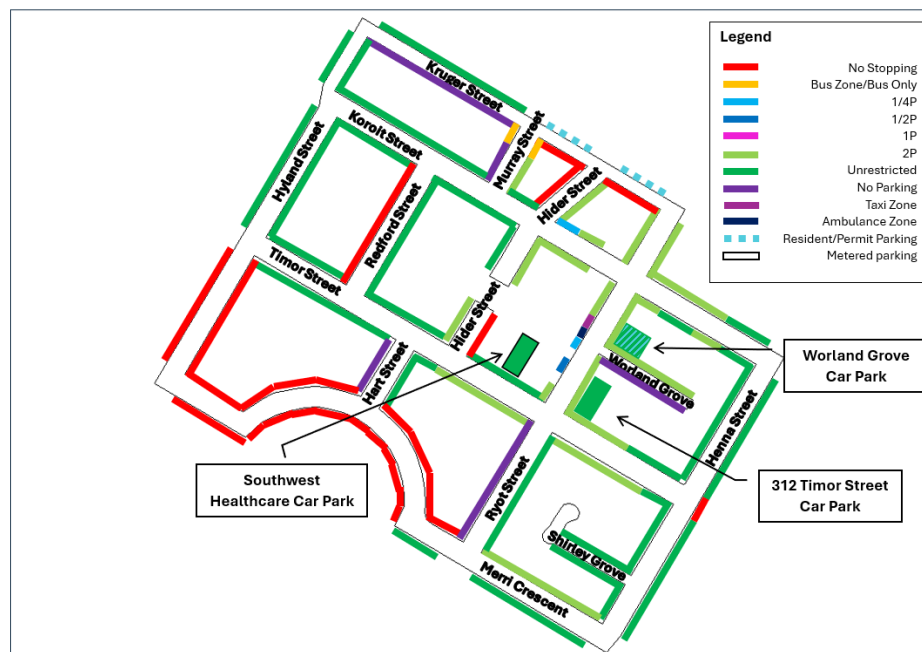 Legend
No Stopping
Bus Zone/Bus Only
1/4P
1/2P
1P
2P
Unrestricted
No Parking
Taxi Zone
Ambulance Zone
Resident/Permit Parking
Metered parking
Kruger Street
Koroit Street
Murray Street
Hyland Street
Redford Street
Hider Street
Timor Street
Hider Street
Hart Street
Worland Grove
Henna Street
Ryot Street
Shirley Grove
Merri Crescent
Worland Grove
Car Park
312 Timor Street
Car Park
Southwest
Healthcare Car Park